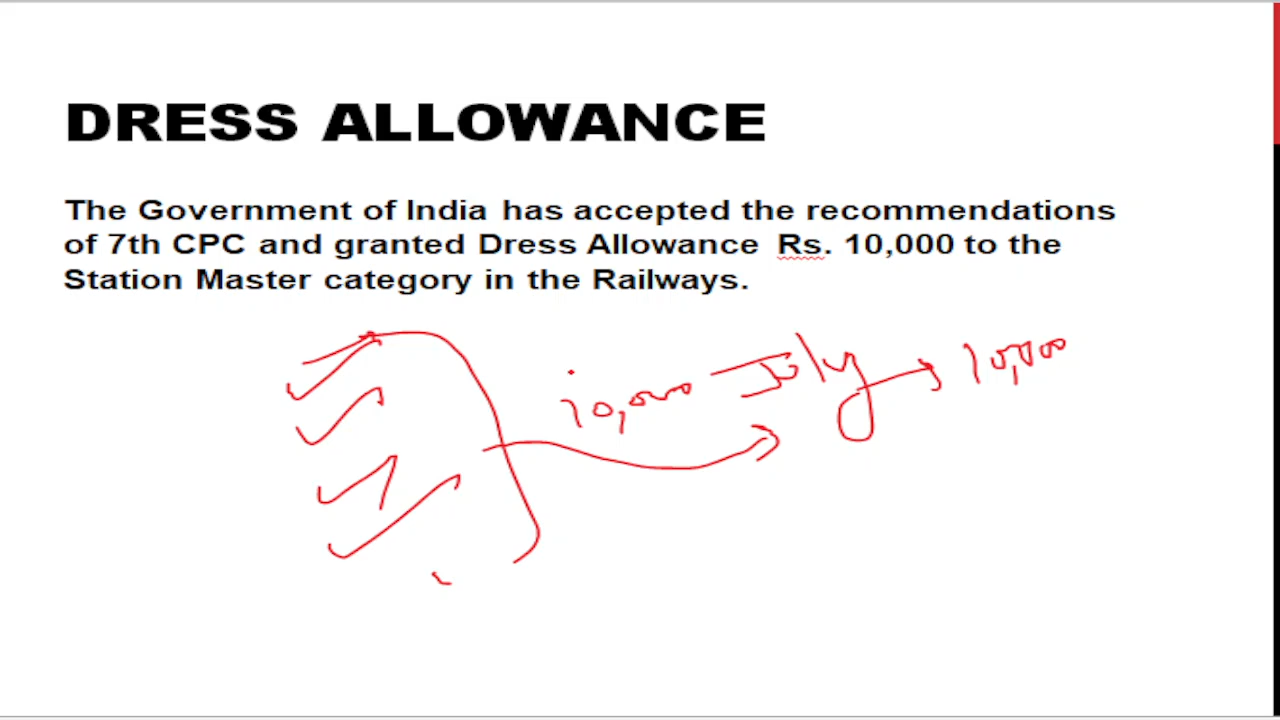 DRESS ALLOWANCE
The Government of India has accepted the recommendations
of 7th CPC and granted Dress Allowance Rs. 10,000 to the
Station Master category in the Railways.
10,000 July 10,000